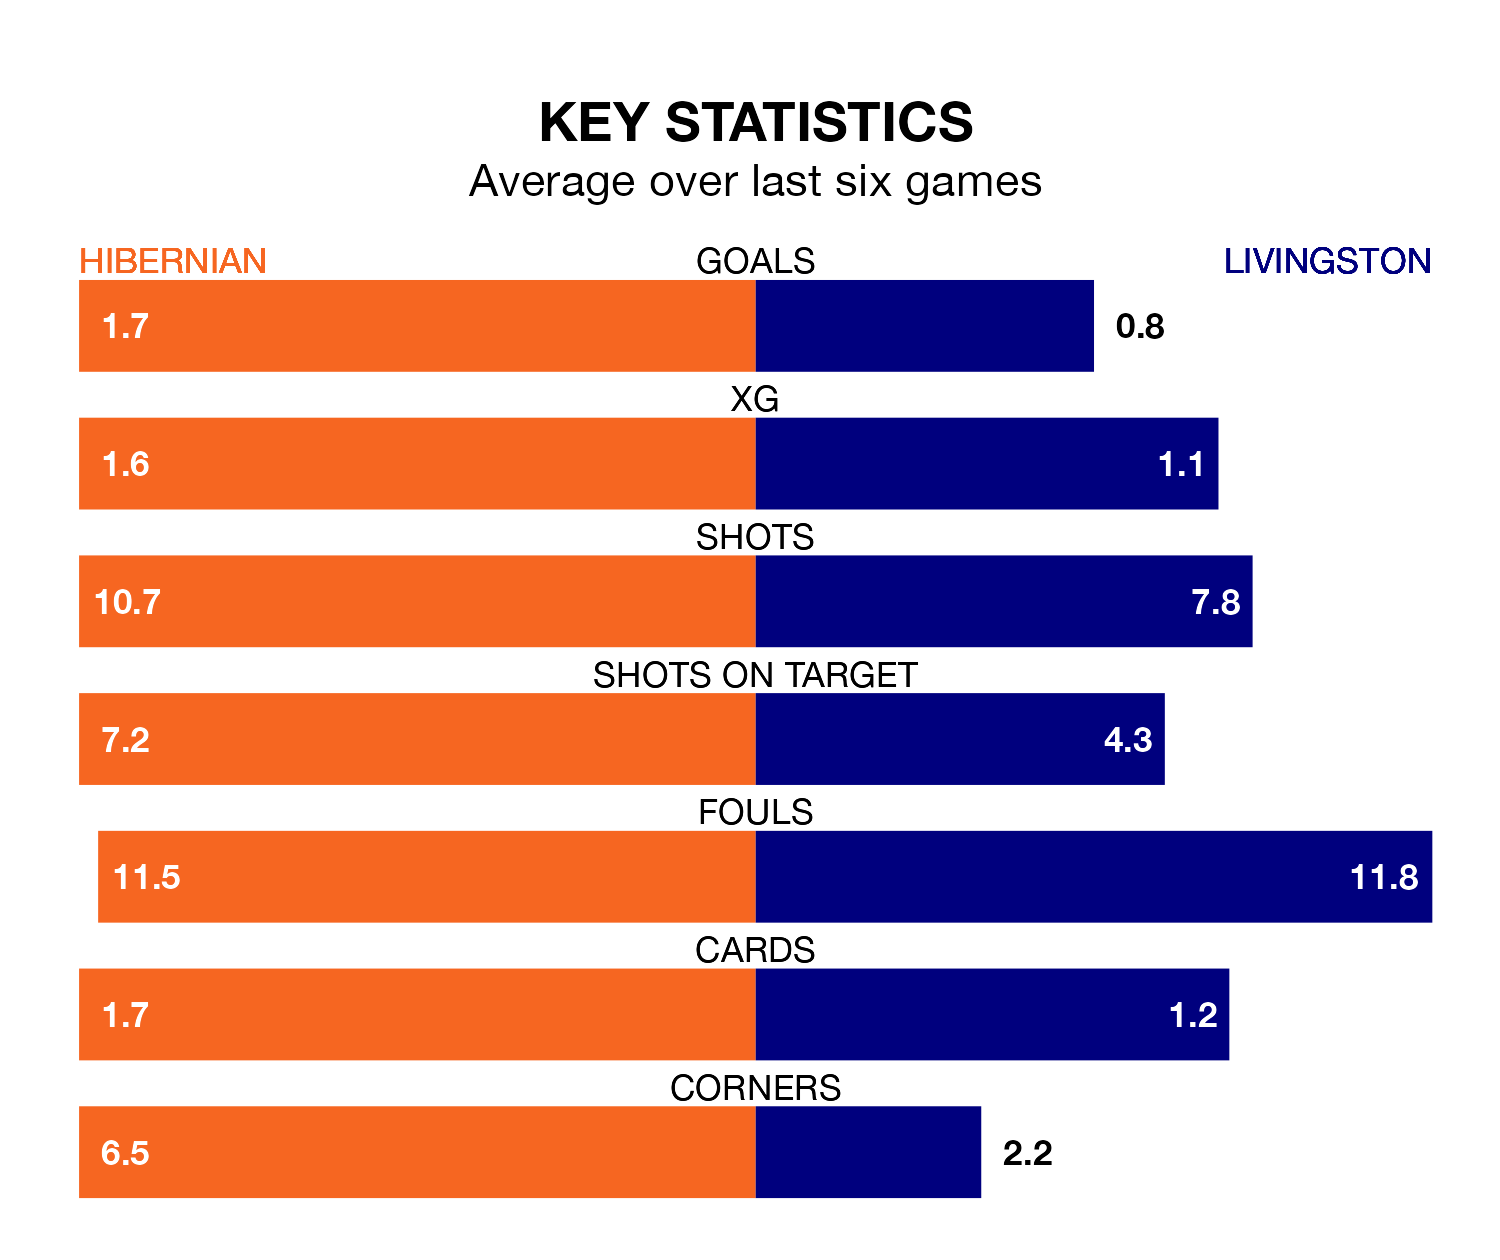 KEY STATISTICS
Average over last six games
HIBERNIAN GOALS LIVINGSTON
1.7 0.8
XG
1.6 1.1
SHOTS
10.7 7.8
SHOTS ON TARGET
7.2 4.3
FOULS
11.5 11.8
CARDS
1.7 1.2
CORNERS
6.5 2.2